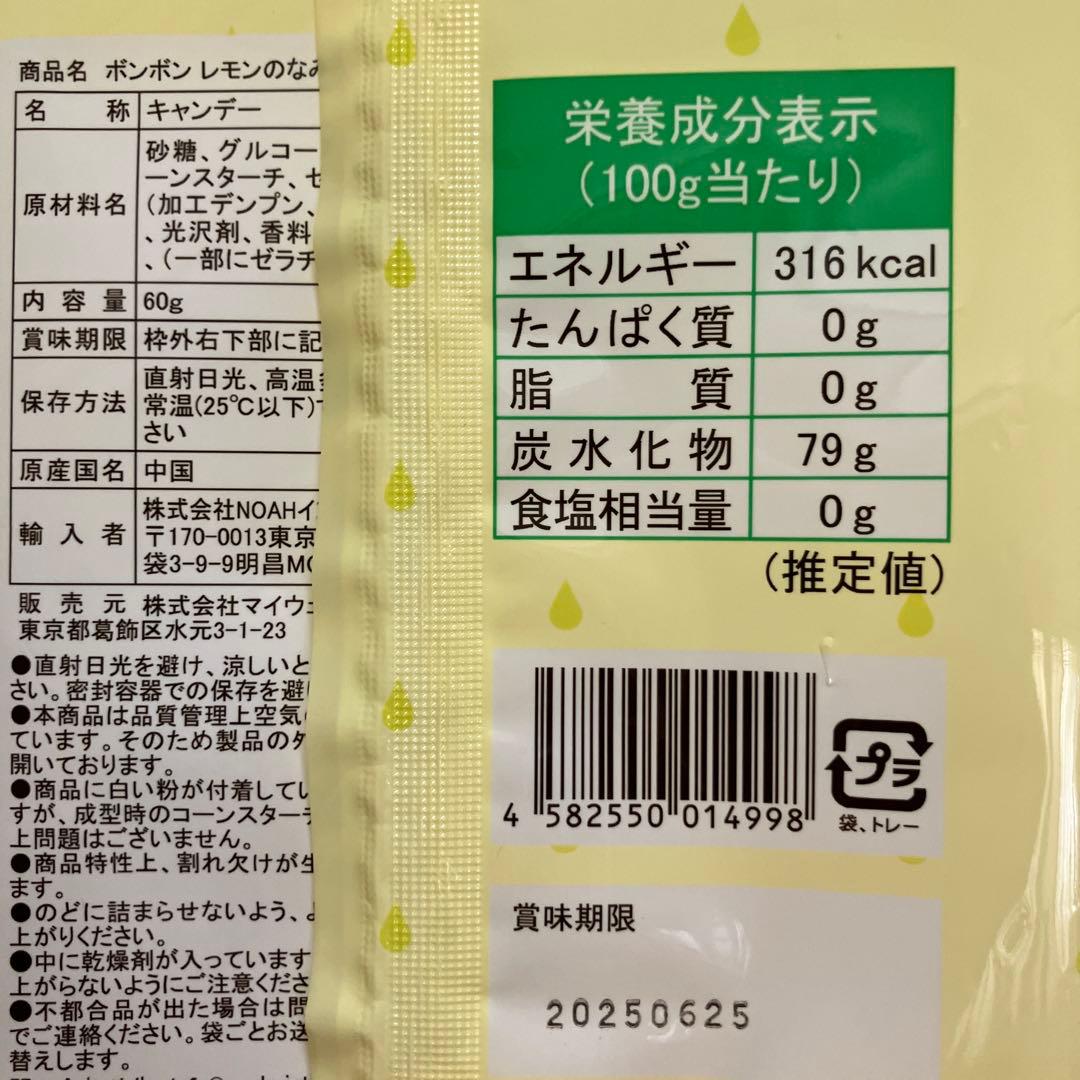 商品名 ボンボン レモンのなみ
名 称 キャンデー
原材料名 砂糖、グルコー
ーンスターチ、ゼ
(加工デンプン、
、光沢剤、香料
、(一部にゼラチ
内容量 60g
賞味期限 枠外右下部に記
保存方法 直射日光、高温多
常温(25℃以下)で
さい
原産国名 中国
輸入者 株式会社NOAHイン
〒170-0013東京
袋3-9-9明昌MC
販売元 株式会社マイウェ
東京都葛飾区水元3-1-23
●直射日光を避け、涼しいと
さい。密封容器での保存を避け
●本商品は品質管理上空気の
ています。そのため製品の外
開いております。
●商品に白い粉が付着してい
すが、成型時のコーンスターチ
上問題はございません。
●商品特性上、割れ欠けが生
ます。
●のどに詰まらせないよう、よ
上がりください。
●中に乾燥剤が入っています
上がらないようにご注意くださ
●不都合品が出た場合は問
でご連絡ください。袋ごとお送
替えします。
栄養成分表示
(100g当たり)
エネルギー 316kcal
たんぱく質 0g
脂質 0g
炭水化物 79g
食塩相当量 0g
(推定値)
4 582550 014998
プラ
袋、トレー
賞味期限
20250625